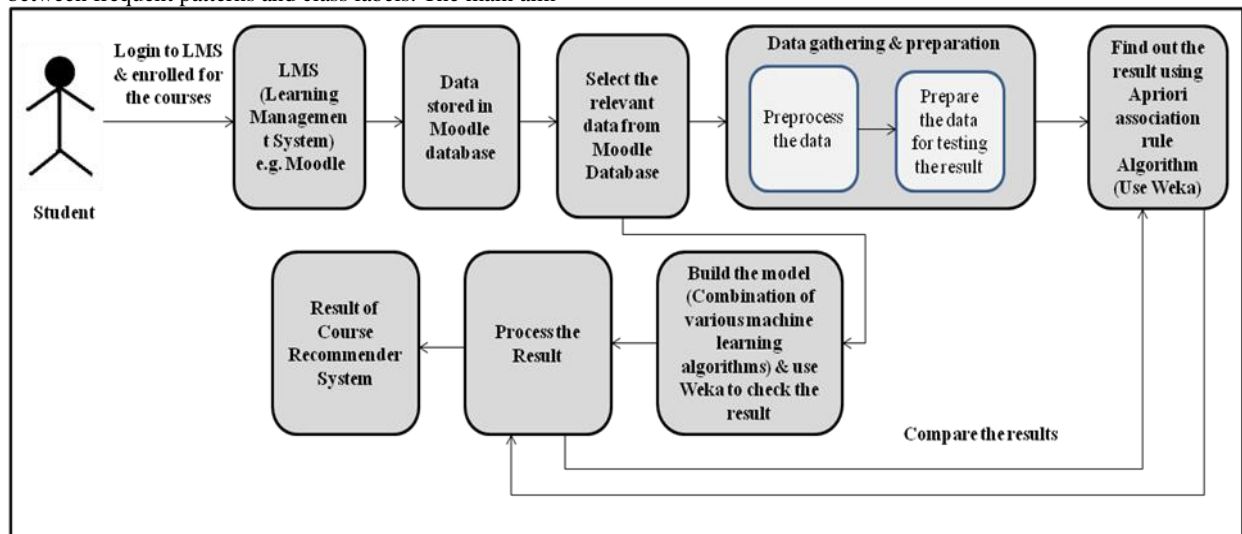 between frequent patterns and class labels. The main aim
Login to LMS
& enrolled for
the courses
Student
LMS
(Learning
Managemen
t System)
e.g. Moodle
Data
stored in
Moodle
database
Select the
relevant
data from
Moodle
Database
Data gathering & preparation
Preprocess
the data
Prepare
the data
for testing
the result
Find out the
result using
Apriori
association
rule
Algorithm
(Use Weka)
Build the model
(Combination of
various machine
learning
algorithms) & use
Weka to check the
result
Process the
Result
Result of
Course
Recommender
System
Compare the results